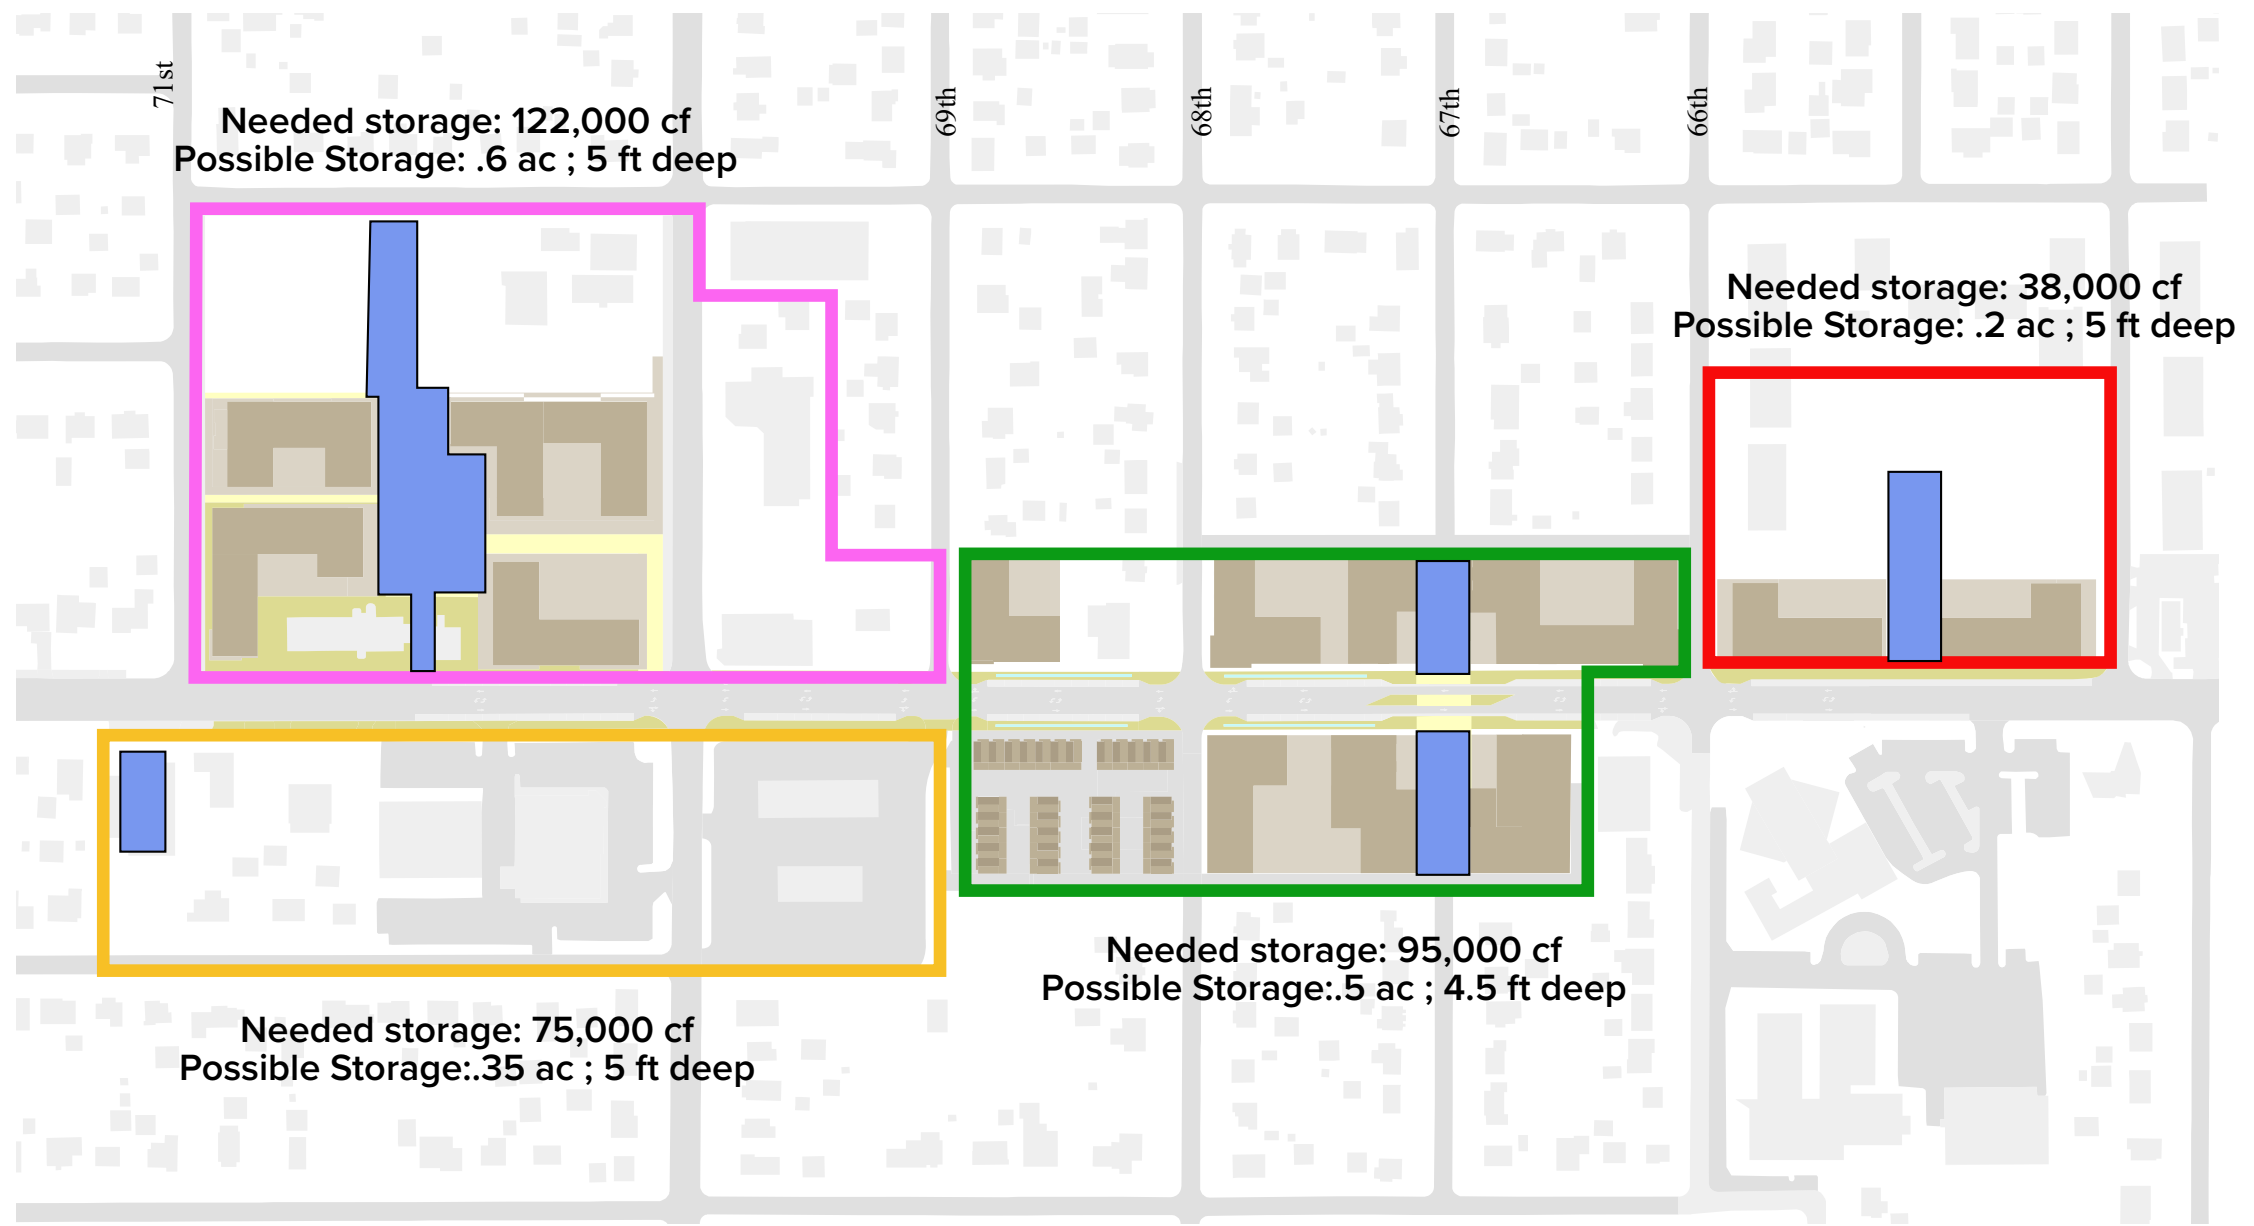 71st
69th
68th
67th
66th
Needed storage: 122,000 cf
Possible Storage: .6 ac ; 5 ft deep
Needed storage: 38,000 cf
Possible Storage: .2 ac ; 5 ft deep
Needed storage: 95,000 cf
Possible Storage:.5 ac ; 4.5 ft deep
Needed storage: 75,000 cf
Possible Storage:.35 ac ; 5 ft deep